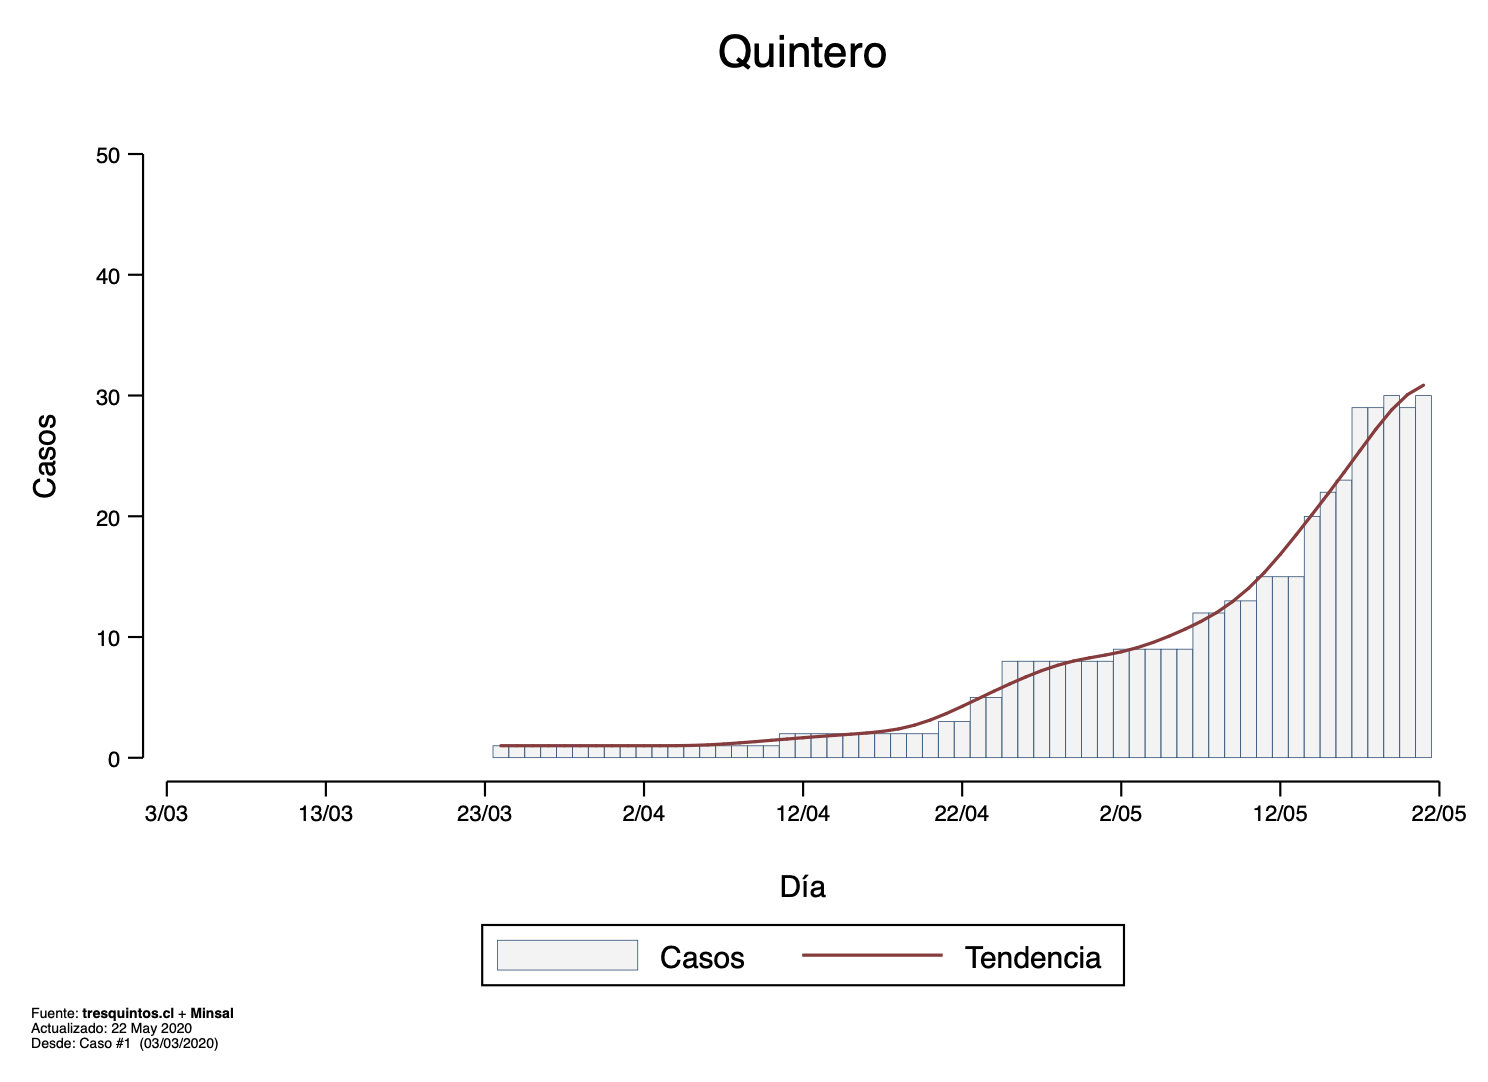 Quintero
50
40
30
20
10
0
Casos
3/03 13/03 23/03 2/04 12/04 22/04 2/05 12/05 22/05
Día
Casos Tendencia
Fuente: tresquintos.cl + Minsal
Actualizado: 22 May 2020
Desde: Caso #1 (03/03/2020)